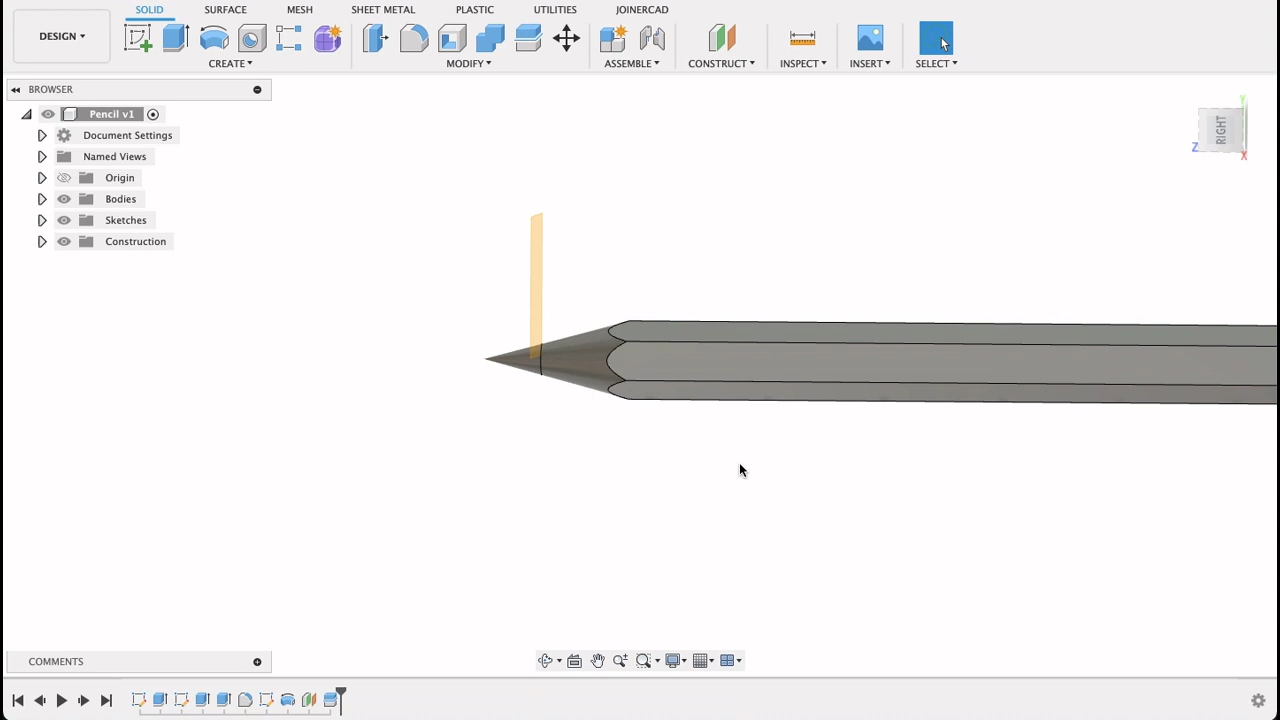 SOLID SURFACE MESH SHEET METAL PLASTIC UTILITIES JOINERCAD
DESIGN
CREATE MODIFY ASSEMBLE CONSTRUCT INSPECT INSERT SELECT
BROWSER
Pencil v1
Document Settings
Named Views
Origin
Bodies
Sketches
Construction
Y
RIGHT
Z
X
COMMENTS